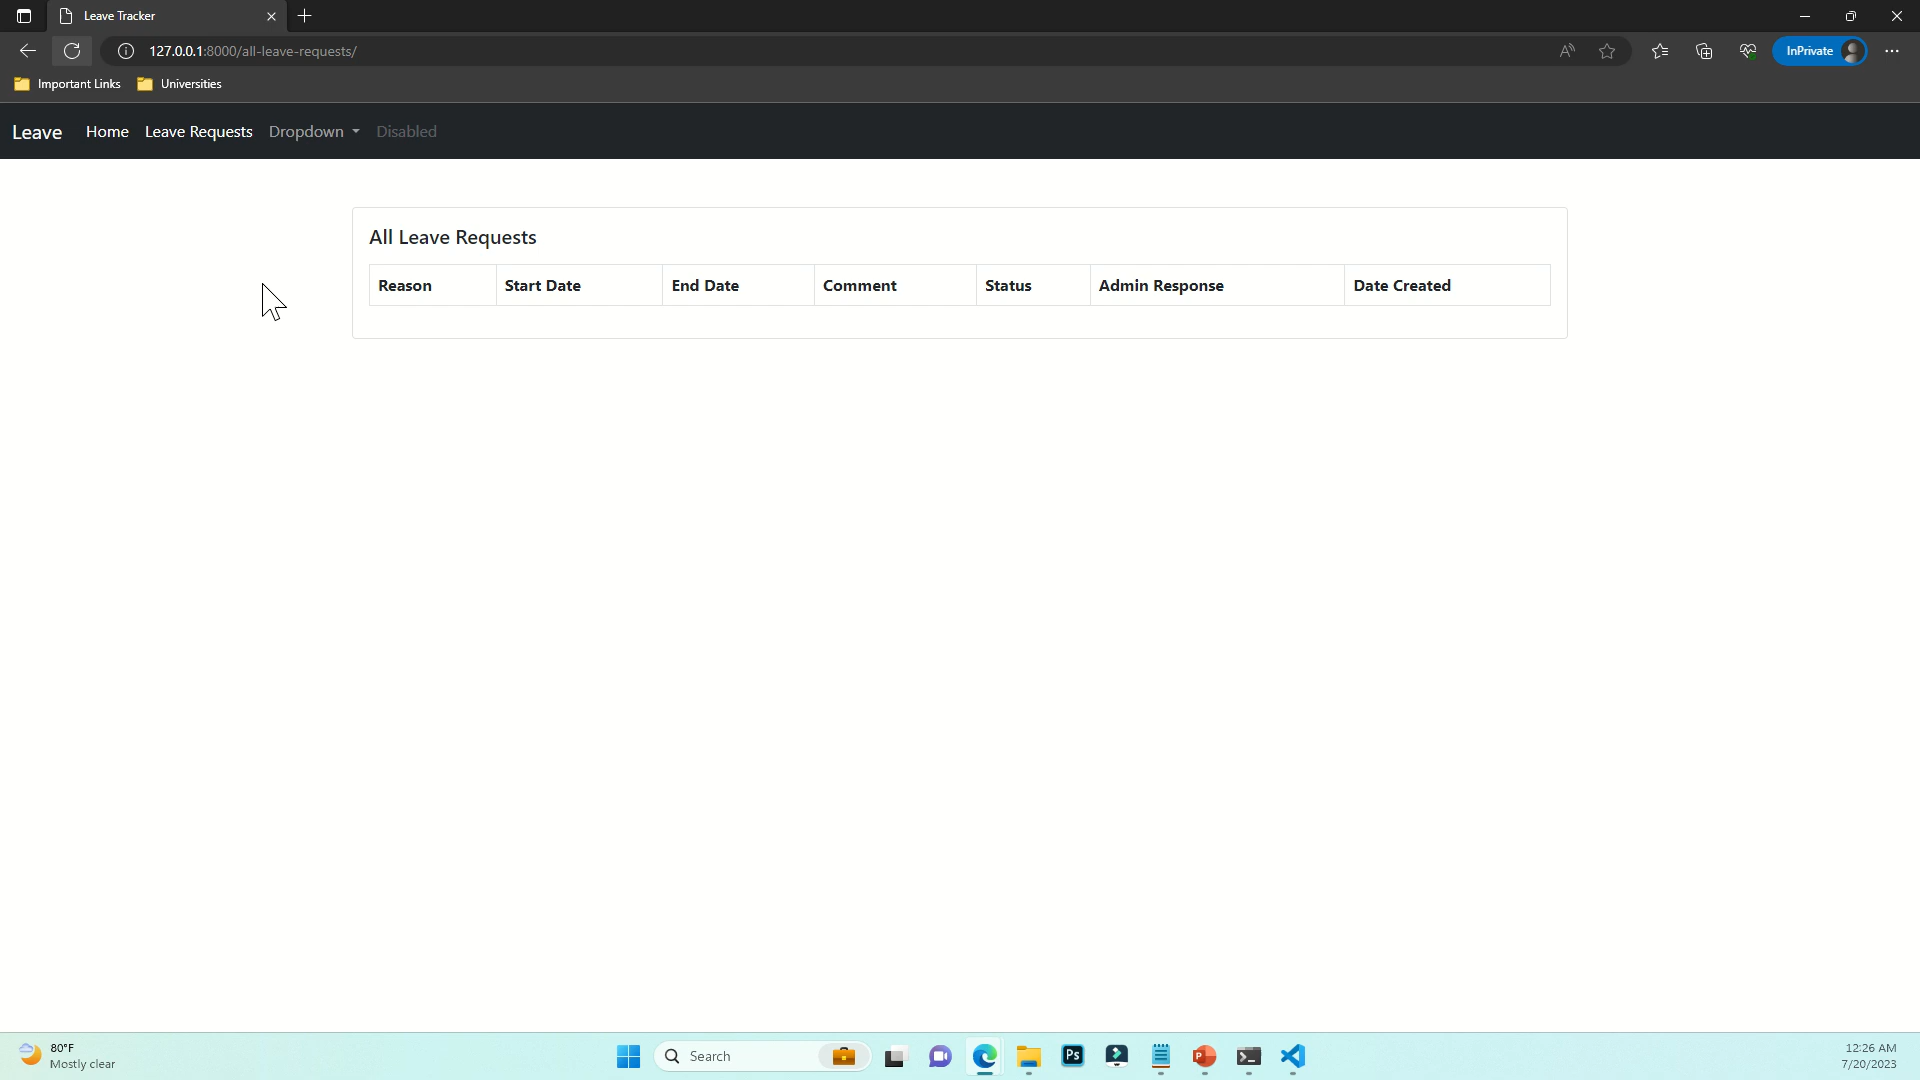 Leave Tracker
127.0.0.1:8000/all-leave-requests/
InPrivate
Important Links Universities
Leave Home Leave Requests Dropdown Disabled
All Leave Requests
Reason Start Date End Date Comment Status Admin Response Date Created
80°F
Mostly clear
Search
Ps
P
12:26 AM
7/20/2023